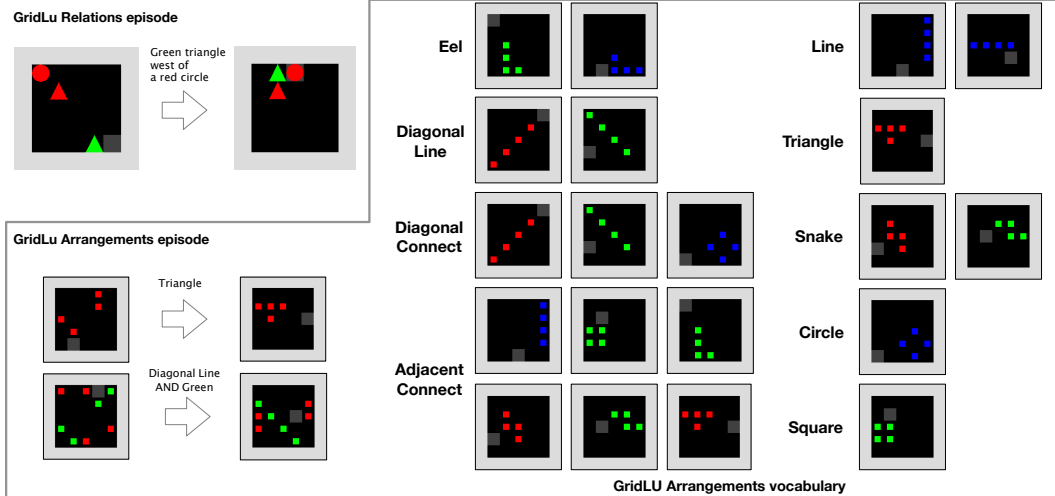 GridLu Relations episode
Green triangle
west of
a red circle
GridLu Arrangements episode
Triangle
Diagonal Line
AND Green
Eel
Diagonal
Line
Diagonal
Connect
Adjacent
Connect
Line
Triangle
Snake
Circle
Square
GridLU Arrangements vocabulary